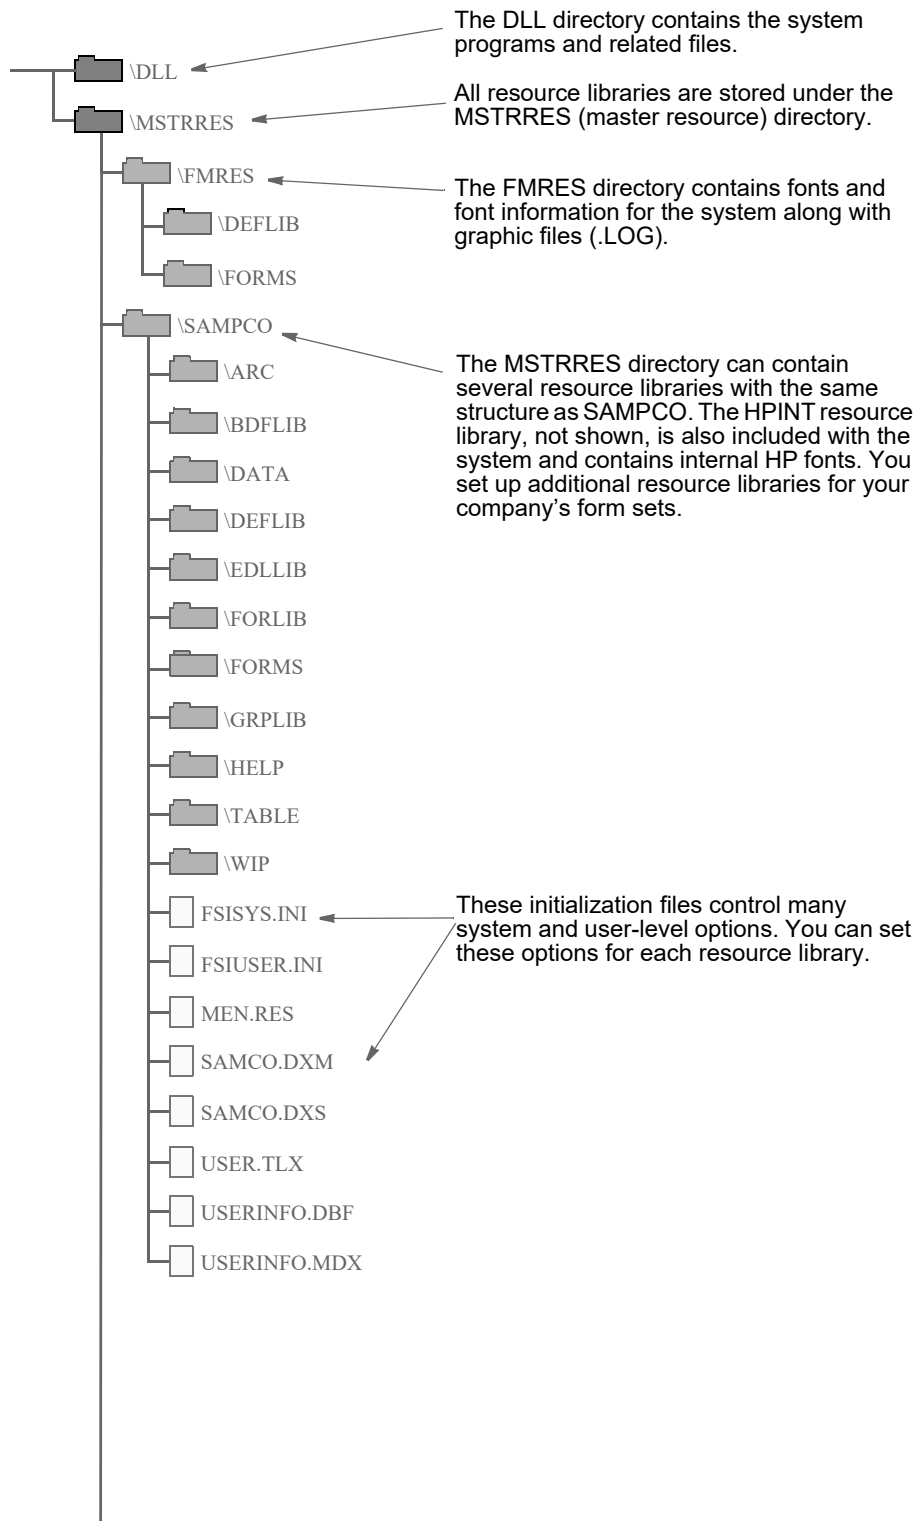 The DLL directory contains the system
programs and related files.
\DLL
All resource libraries are stored under the
MSTRRES (master resource) directory.
\MSTRRES
\FMRES
The FMRES directory contains fonts and
font information for the system along with
graphic files (.LOG).
\DEFLIB
\FORMS
\SAMPCO
The MSTRRES directory can contain
several resource libraries with the same
structure as SAMPCO. The HPINT resource
library, not shown, is also included with the
system and contains internal HP fonts. You
set up additional resource libraries for your
company’s form sets.
\ARC
\BDFLIB
\DATA
\DEFLIB
\EDLLIB
\FORLIB
\FORMS
\GRPLIB
\HELP
\TABLE
\WIP
These initialization files control many
system and user-level options. You can set
these options for each resource library.
FSISYS.INI
FSIUSER.INI
MEN.RES
SAMCO.DXM
SAMCO.DXS
USER.TLX
USERINFO.DBF
USERINFO.MDX